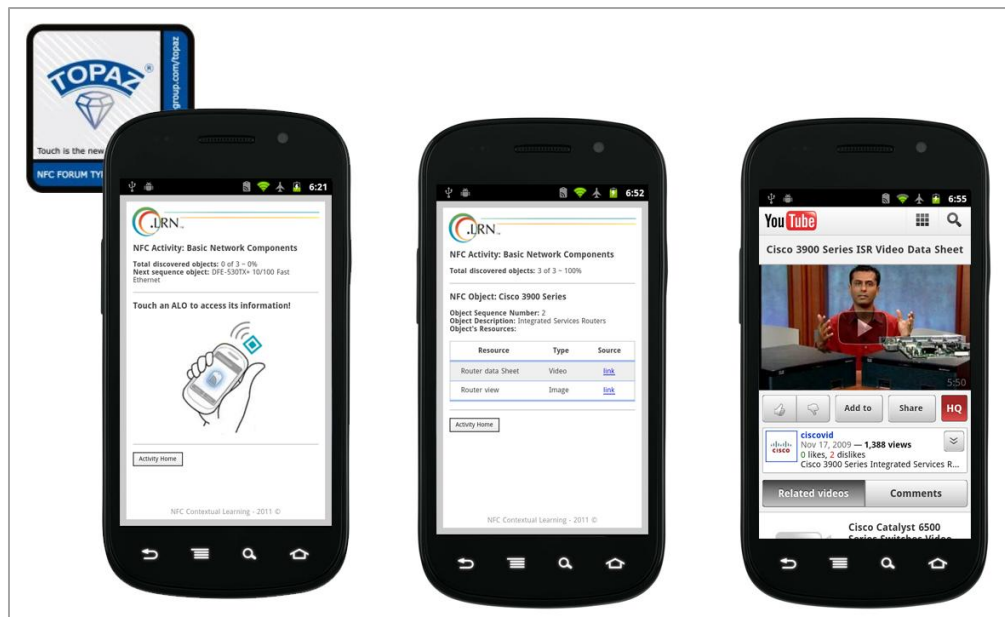 TOPAZ®
group.com/topaz
Touch is the new
NFC FORUM TY
6:21
.LRN™
NFC Activity: Basic Network Components
Total discovered objects: 0 of 3 ~ 0%
Next sequence object: DFE-530TX+ 10/100 Fast
Ethernet
Touch an ALO to access its information!
Activity Home
NFC Contextual Learning - 2011 ©
6:52
.LRN™
NFC Activity: Basic Network Components
Total discovered objects: 3 of 3 ~ 100%
NFC Object: Cisco 3900 Series
Object Sequence Number: 2
Object Description: Integrated Services Routers
Object's Resources:
Resource Type Source
Router data Sheet Video link
Router view Image link
Activity Home
NFC Contextual Learning - 2011 ©
6:55
YouTube
Cisco 3900 Series ISR Video Data Sheet
5:50
Add to Share HQ
ciscovid
Nov 17, 2009 — 1,388 views
0 likes, 2 dislikes
Cisco 3900 Series Integrated Services R...
CISCO
Related videos Comments
Cisco Catalyst 6500
Series Switches Video